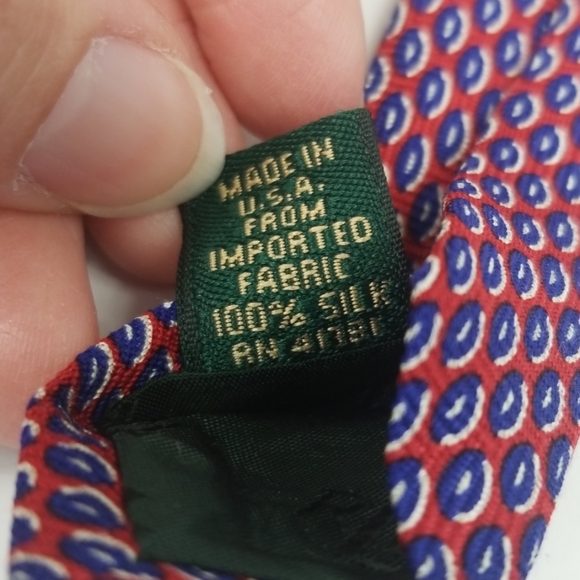 MADE IN
U.S.A.
FROM
IMPORTED
FABRIC
100% SILK
RN